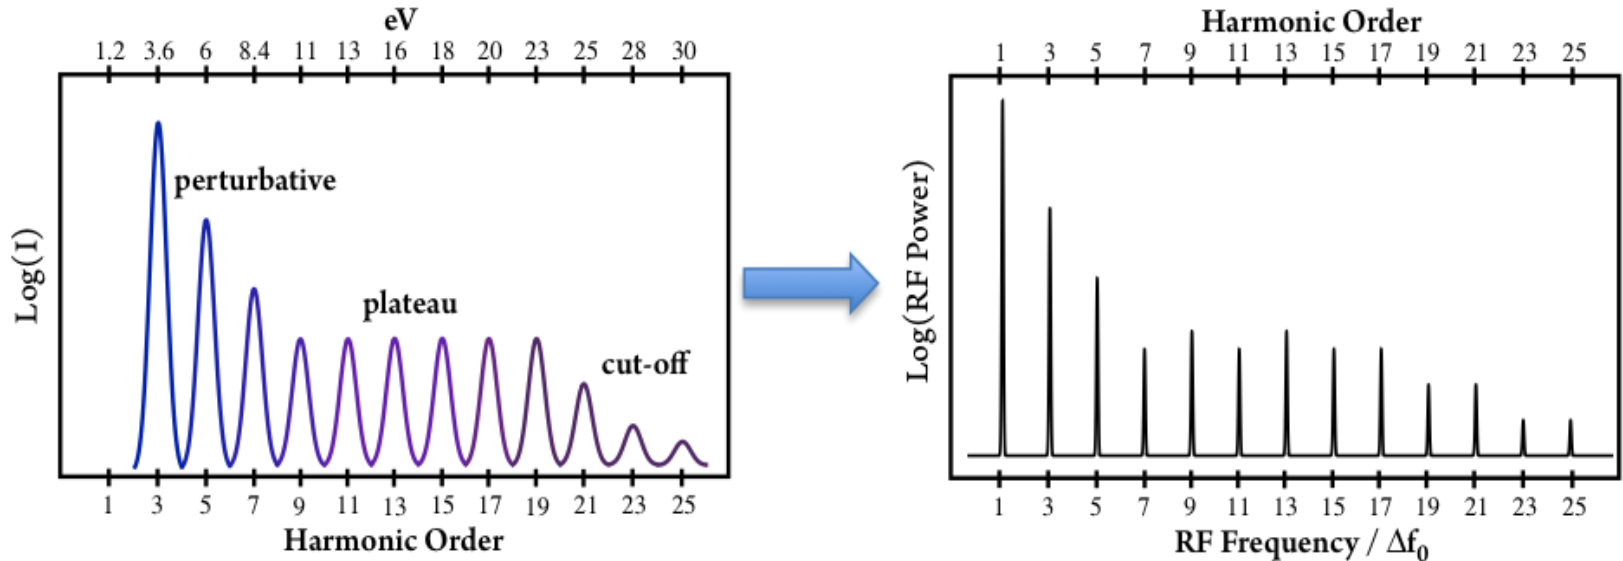 eV
1.2 3.6 6 8.4 11 13 16 18 20 23 25 28 30
perturbative
plateau
cut-off
Log(I)
1 3 5 7 9 11 13 15 17 19 21 23 25
Harmonic Order
Harmonic Order
1 3 5 7 9 11 13 15 17 19 21 23 25
Log(RF Power)
1 3 5 7 9 11 13 15 17 19 21 23 25
RF Frequency / Δf₀